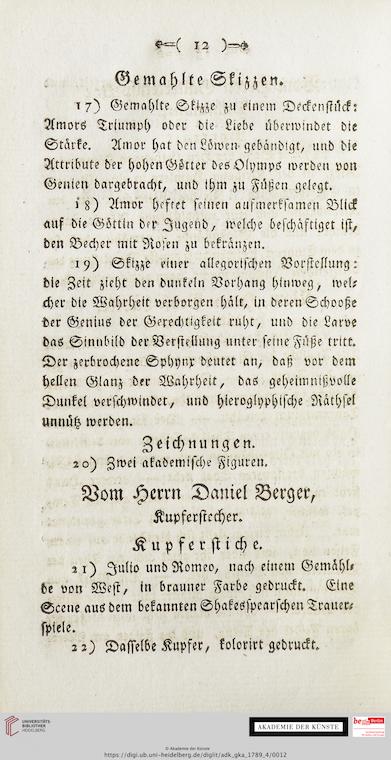 ( 12 )
Gemahlte Skizzen.
17) Gemahlte Skizze zu einem Deckenstück:
Amors Triumph oder die Liebe überwindet die
Stärke. Amor hat den Löwen gebändigt, und die
Attribute der hohen Götter des Olymps werden von
Genien dargebracht, und ihm zu Füßen gelegt.
18) Amor heftet seinen aufmerksamen Blick
auf die Göttin der Jugend, welche beschäftiget ist,
den Becher mit Rosen zu bekränzen.
19) Skizze einer allegorischen Vorstellung:
die Zeit zieht den dunkeln Vorhang hinweg, wel-
cher die Wahrheit verborgen hält, in deren Schooße
der Genius der Gerechtigkeit ruht, und die Larve
das Sinnbild der Verstellung unter seine Füße tritt.
Der zerbrochene Sphynx deutet an, daß vor dem
hellen Glanz der Wahrheit, das geheimnißvolle
Dunkel verschwindet, und hieroglyphische Räthsel
unnütz werden.
Zeichnungen.
20) Zwei akademische Figuren.
Vom Herrn Daniel Berger,
Kupferstecher.
Kupferstiche.
21) Julio und Romeo, nach einem Gemähl-
de von West, in brauner Farbe gedruckt. Eine
Scene aus dem bekannten Shakesspearschen Trauer-
spiele.
22) Dasselbe Kupfer, kolorirt gedruckt.
UNIVERSITÄTS-
BIBLIOTHEK
HEIDELBERG
AKADEMIE DER KÜNSTE
be Berlin
© Akademie der Künste
https://digi.ub.uni-heidelberg.de/diglit/adk_gka_1789_4/0012